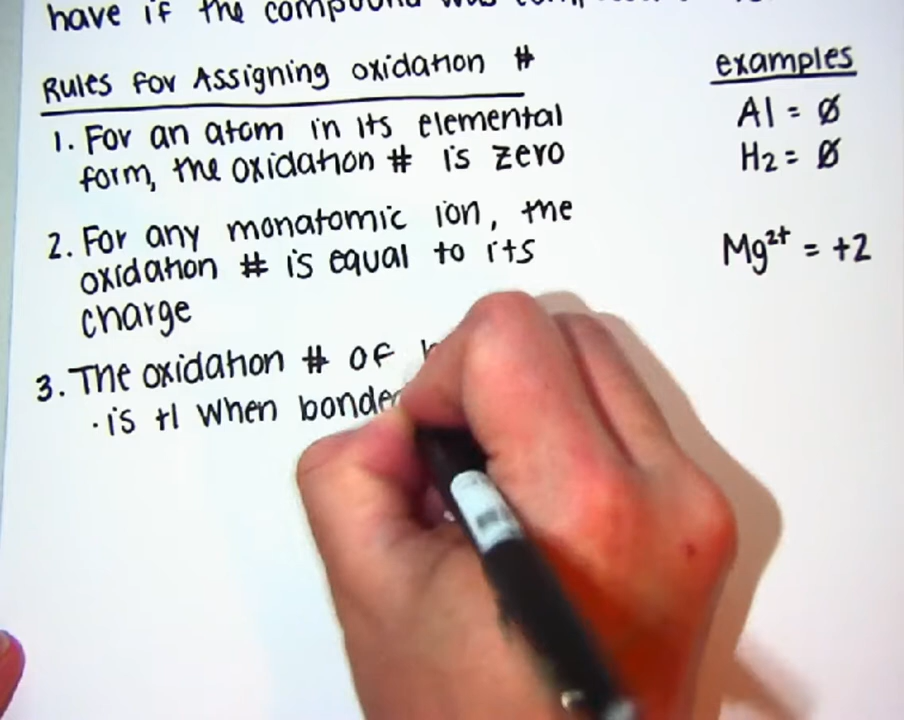 have if the compound was
Rules for Assigning oxidation #
1. For an atom in its elemental
form, the oxidation # is zero
2. For any monatomic ion, the
oxidation # is equal to its
charge
3. The oxidation # of
· is +1 when bonded
examples
Al = Ø
H2 = Ø
Mg²⁺ = +2